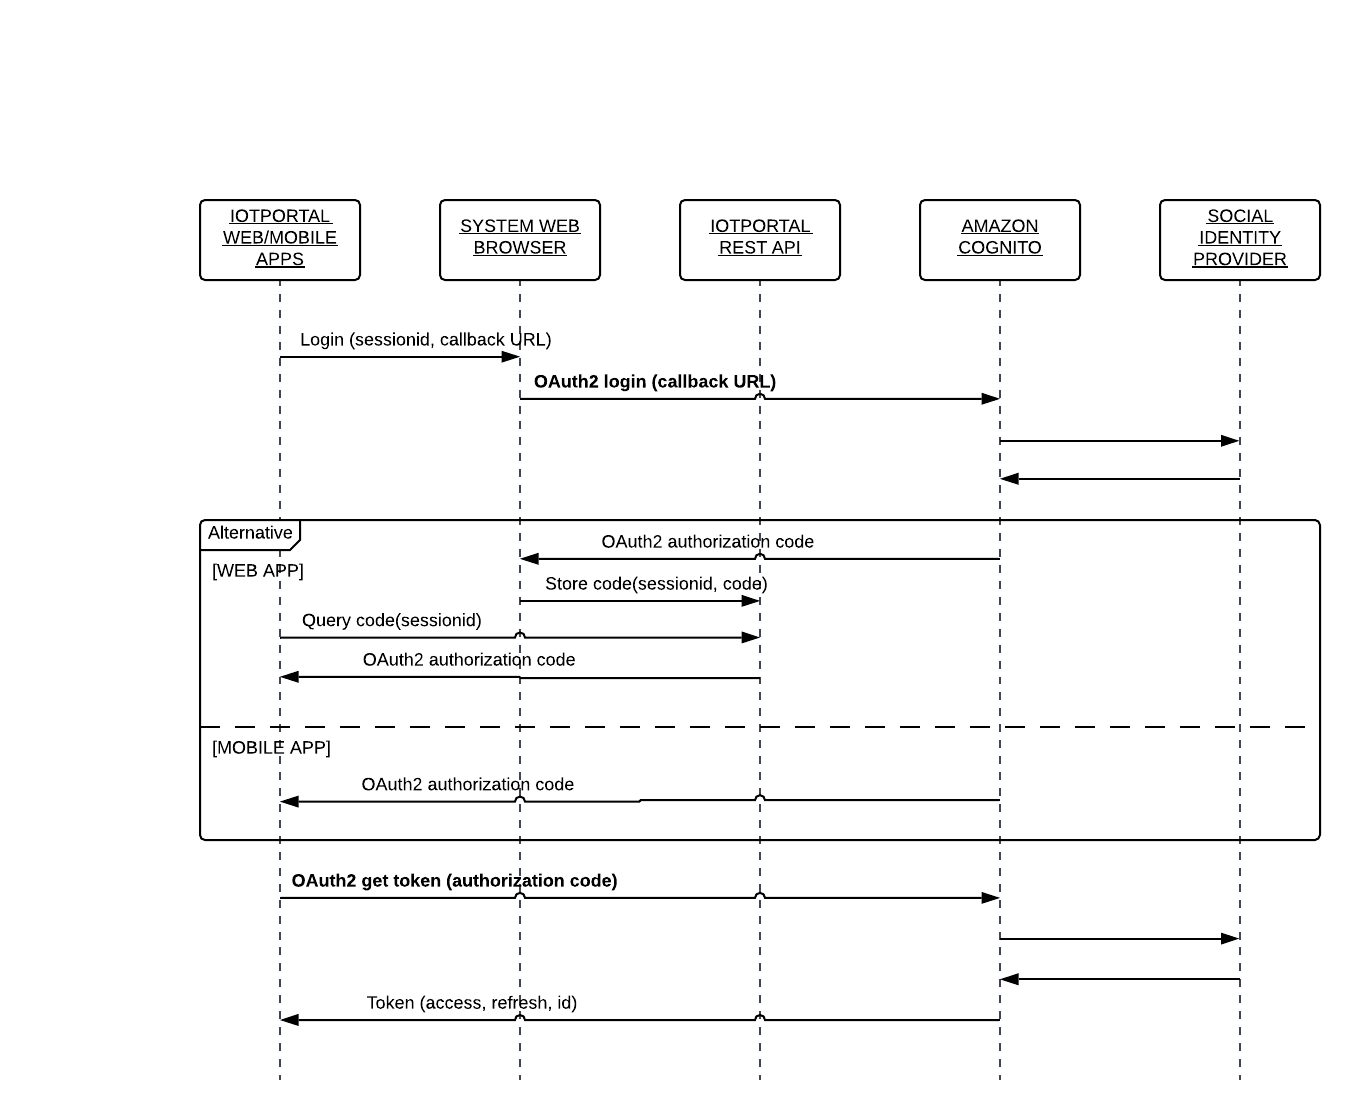 IOTPORTAL
WEB/MOBILE
APPS
SYSTEM WEB
BROWSER
IOTPORTAL
REST API
AMAZON
COGNITO
SOCIAL
IDENTITY
PROVIDER
Login (sessionid, callback URL)
OAuth2 login (callback URL)
Alternative
OAuth2 authorization code
[WEB APP]
Store code(sessionid, code)
Query code(sessionid)
OAuth2 authorization code
[MOBILE APP]
OAuth2 authorization code
OAuth2 get token (authorization code)
Token (access, refresh, id)